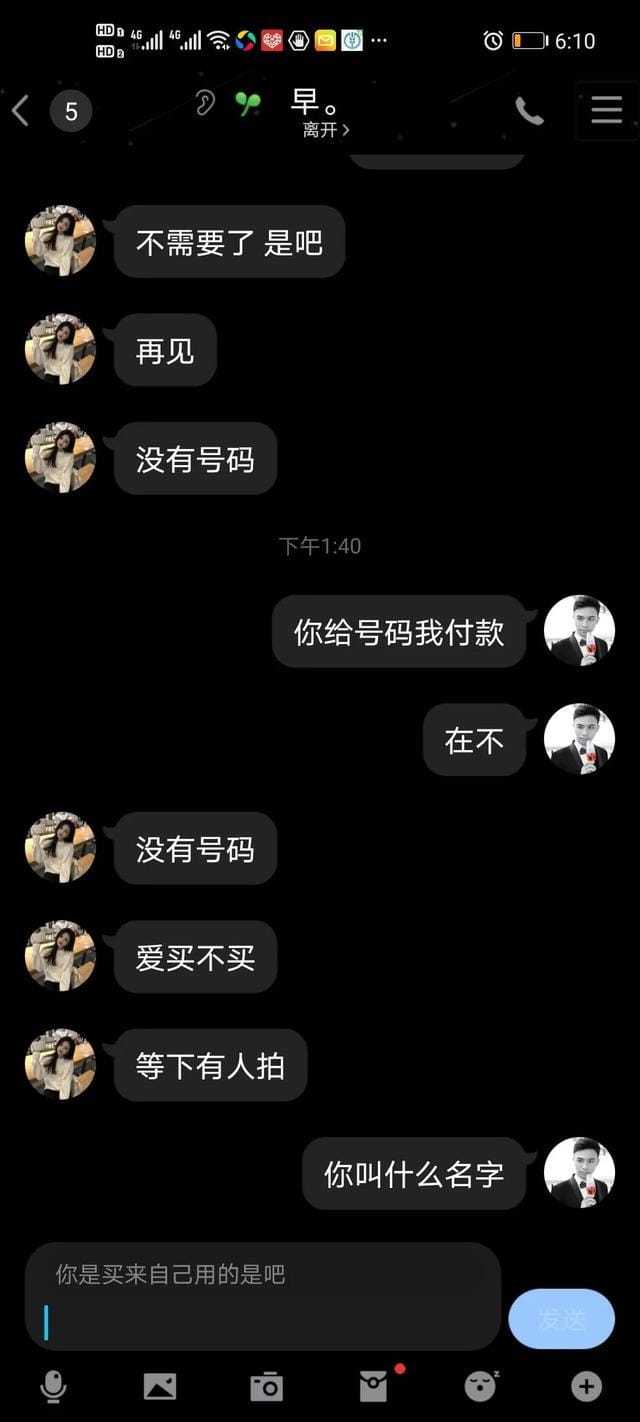 HD 1 4G 4G 6:10
HD 2
5
早。
离开
不需要了 是吧
再见
没有号码
下午1:40
你给号码我付款
在不
没有号码
爱买不买
等下有人拍
你叫什么名字
你是买来自己用的是吧
发送